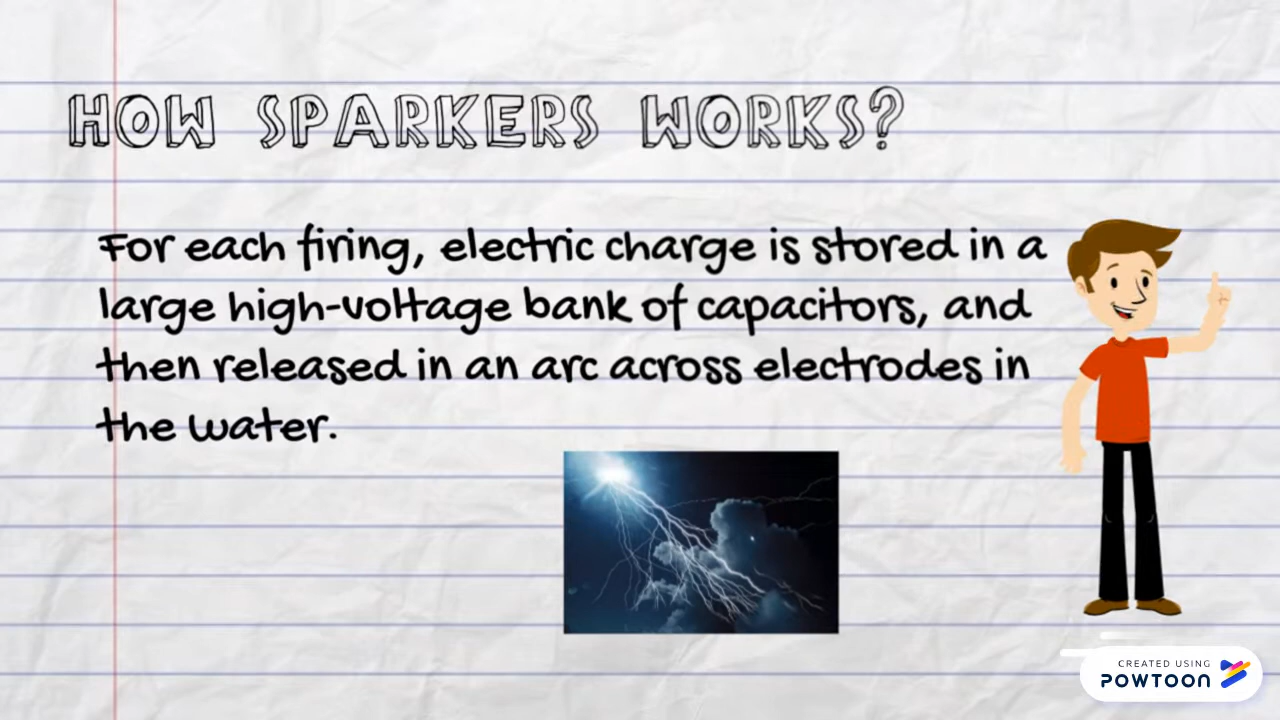 HOW SPARKERS WORKS?
For each firing, electric charge is stored in a
large high-voltage bank of capacitors, and
then released in an arc across electrodes in
the water.
CREATED USING
POWTOON